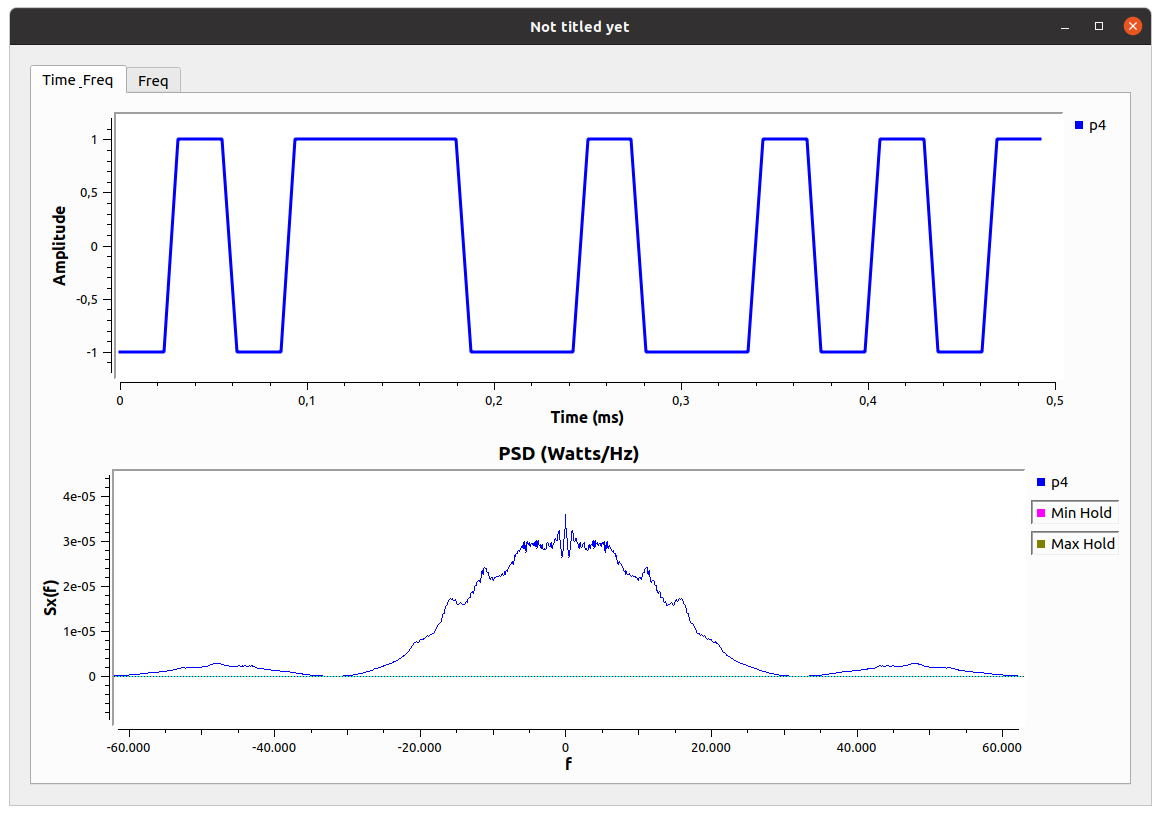 Not titled yet
Time_Freq
Freq
p4
1
0,5
0
-0,5
-1
Amplitude
0
0,1
0,2
0,3
0,4
0,5
Time (ms)
PSD (Watts/Hz)
p4
Min Hold
Max Hold
4e-05
3e-05
2e-05
1e-05
0
Sx(f)
-60.000
-40.000
-20.000
0
20.000
40.000
60.000
f